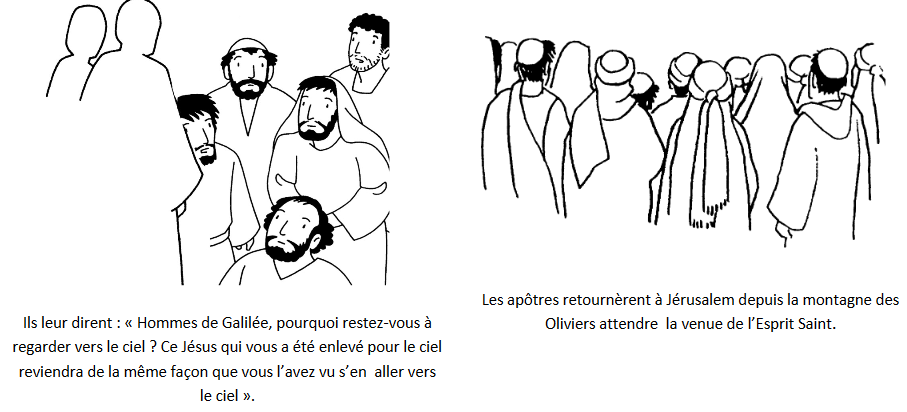 Ils leur dirent : « Hommes de Galilée, pourquoi restez-vous à
regarder vers le ciel ? Ce Jésus qui vous a été enlevé pour le ciel
reviendra de la même façon que vous l’avez vu s’en  aller vers
le ciel ».
Les apôtres retournèrent à Jérusalem depuis la montagne des
Oliviers attendre  la venue de l’Esprit Saint.